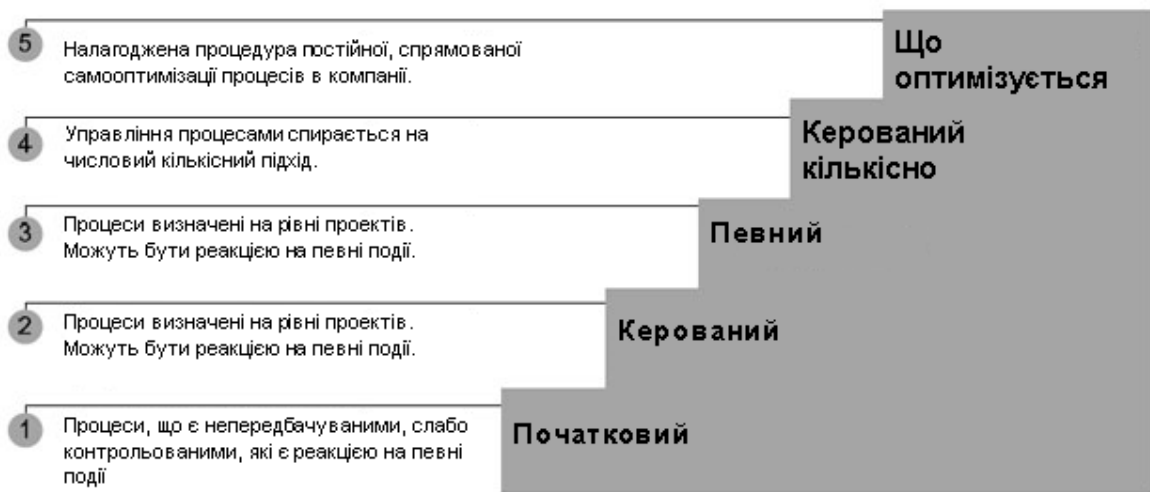 5
Налагоджена процедура постійної, спрямованої
самооптимізації процесів в компанії.
Що
оптимізується
4
Управління процесами спирається на
числовий кількісний підхід.
Керований
кількісно
3
Процеси визначені на рівні проектів.
Можуть бути реакцією на певні події.
Певний
2
Процеси визначені на рівні проектів.
Можуть бути реакцією на певні події.
Керований
1
Процеси, що є непередбачуваними, слабо
контрольованими, які є реакцією на певні
події
Початковий